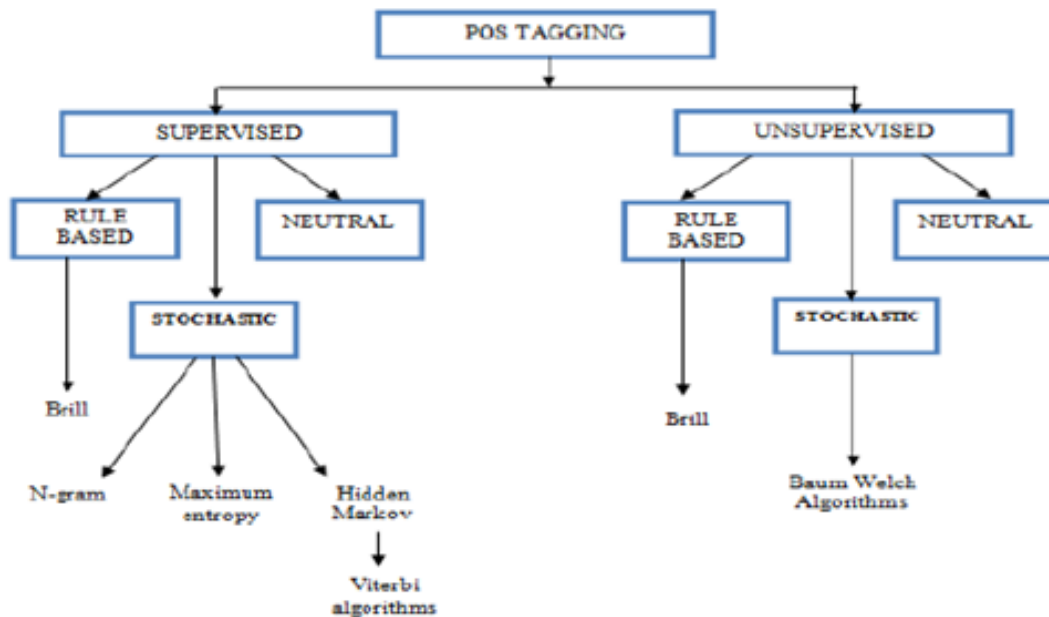 POS TAGGING
SUPERVISED
UNSUPERVISED
RULE
BASED
NEUTRAL
RULE
BASED
NEUTRAL
STOCHASTIC
STOCHASTIC
Brill
Brill
N-gram
Maximum
entropy
Hidden
Markov
Baum Welch
Algorithms
Viterbi
algorithms